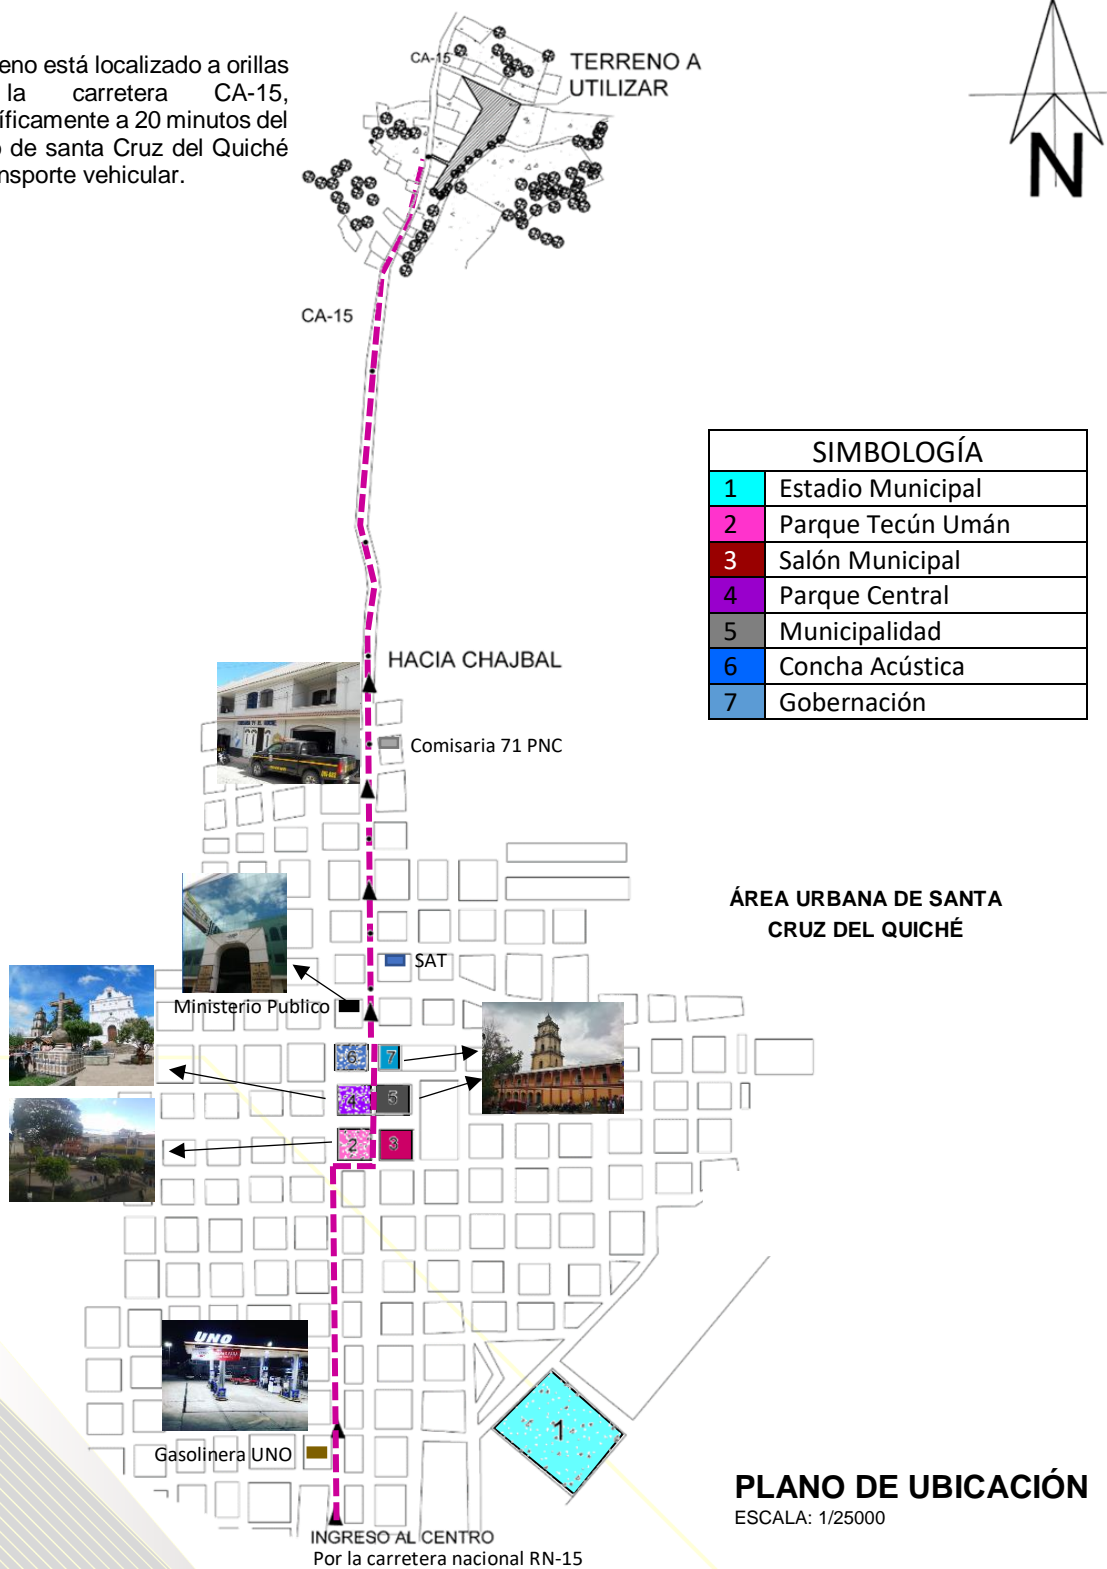 eno está localizado a orillas
la carretera CA-15,
íficamente a 20 minutos del
o de santa Cruz del Quiché
nsporte vehicular.
CA-15
TERRENO A
UTILIZAR
N
CA-15
SIMBOLOGÍA
1 Estadio Municipal
2 Parque Tecún Umán
3 Salón Municipal
4 Parque Central
5 Municipalidad
6 Concha Acústica
7 Gobernación
HACIA CHAJBAL
Comisaria 71 PNC
ÁREA URBANA DE SANTA
CRUZ DEL QUICHÉ
SAT
Ministerio Publico
6 7
4 5
2 3
UNO
1
Gasolinera UNO
PLANO DE UBICACIÓN
ESCALA: 1/25000
INGRESO AL CENTRO
Por la carretera nacional RN-15